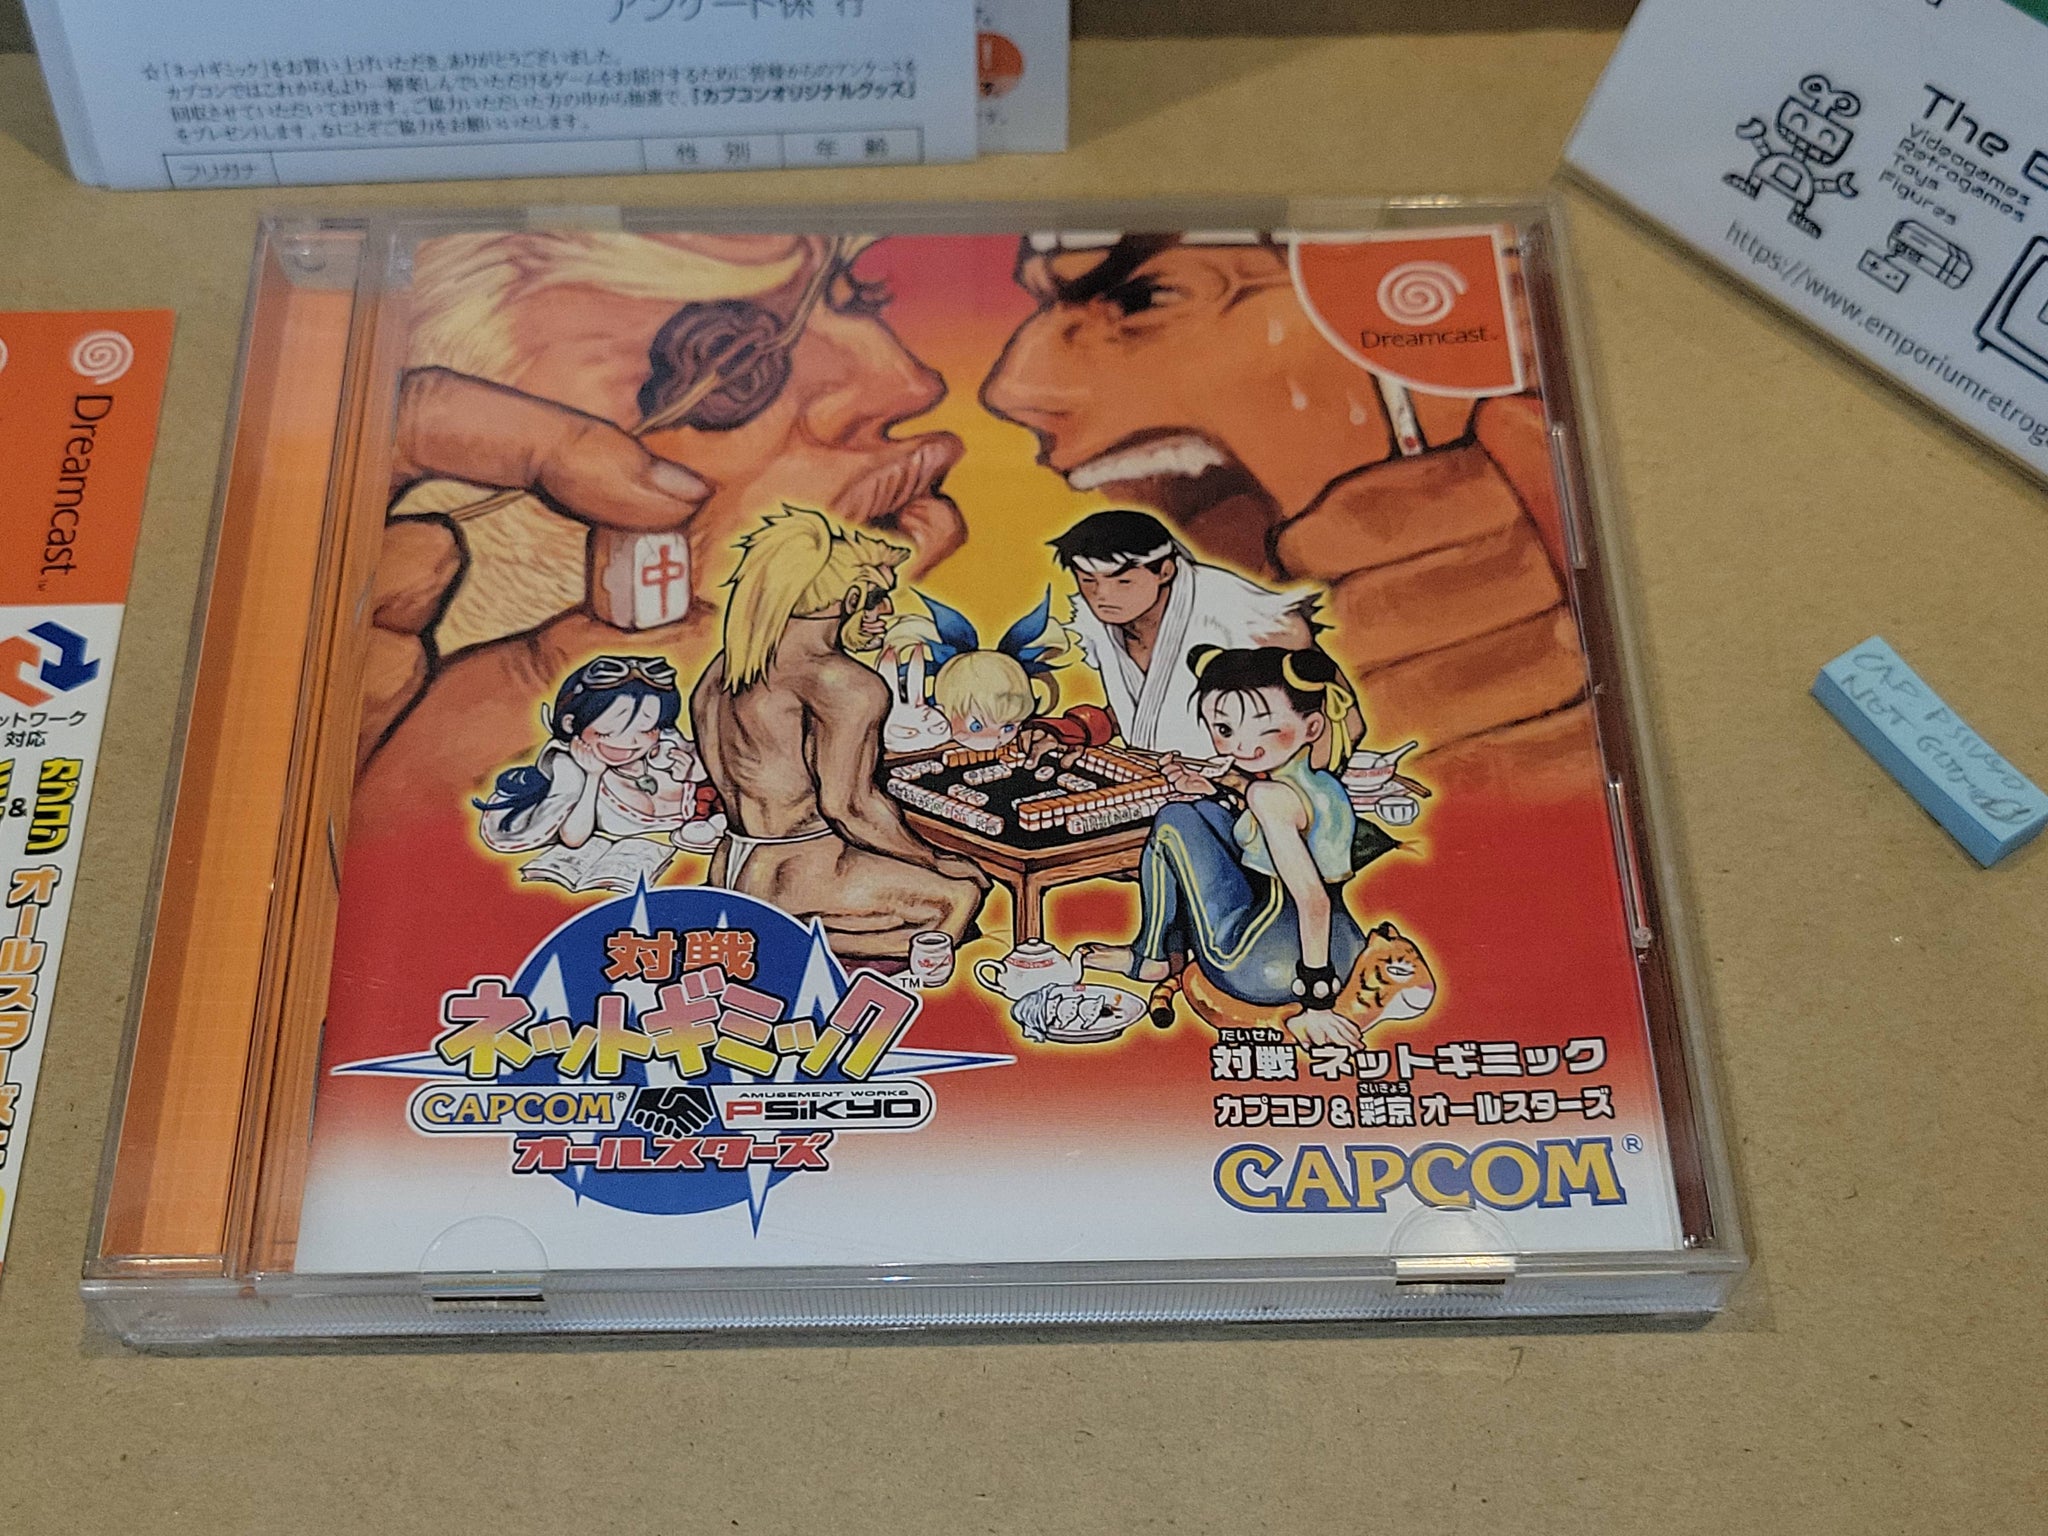 アンケート係 行
☆「ネットギミック」をお買い上げいただき、ありがとうございました。
カプコンではこれからもより一層楽しんでいただけるゲームをお届けするために皆様からのアンケートを
回収させていただいております。ご協力いただいた方の中から抽選で、「カプコンオリジナルグッズ」
をプレゼントします。なにとぞご協力をお願いいたします。
フリガナ 性 別 年 齢
The
Videogames
Retrogames
Toys
Figures
https://www.emporiumretrog
Dreamcast
Dreamcast
ットワーク
対応
カプコン
&
オールスターズ
中
対戦
ネットギミック™
CAPCOM®
AMUSEMENT WORKS
PSiKYO
オールスターズ
たいせん
対戦 ネットギミック
さいきょう
カプコン&彩京 オールスターズ
CAPCOM®
CAP PSIKYO
NET GIM